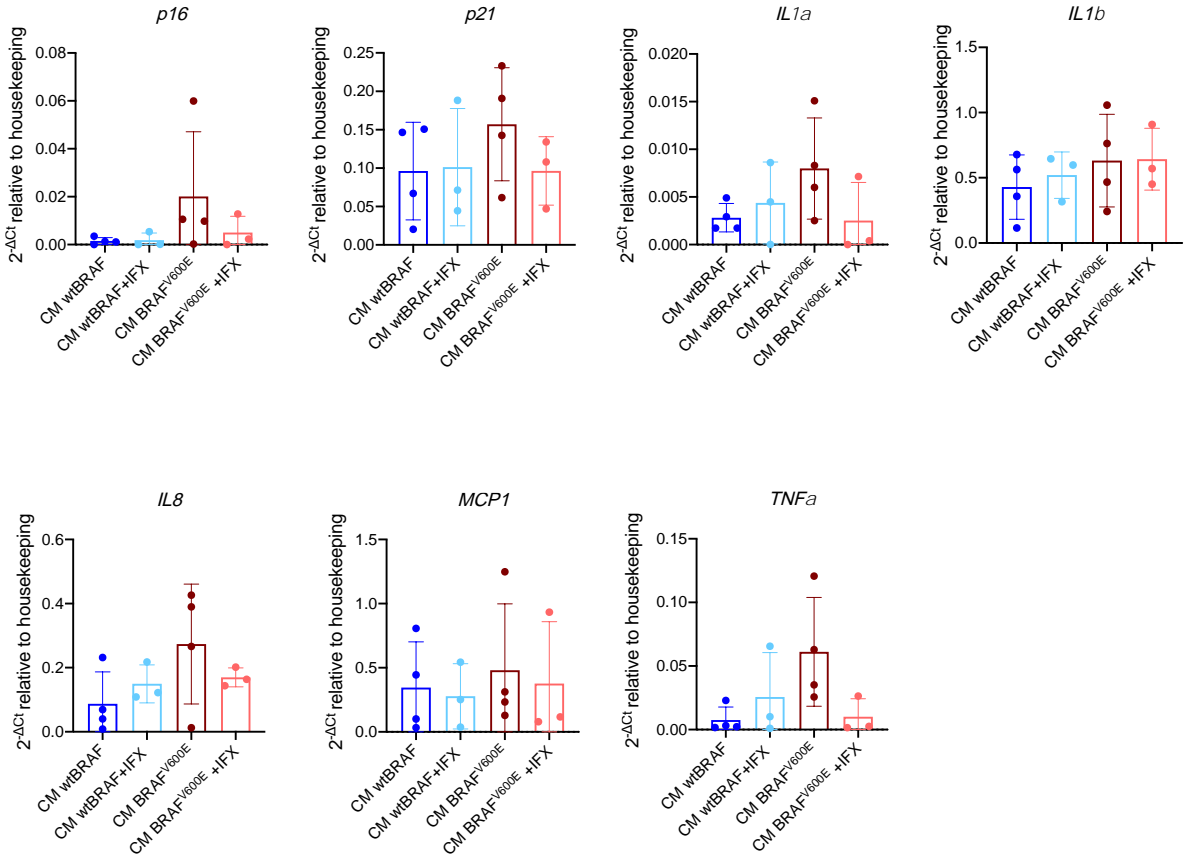 p16
2-ΔCt relative to housekeeping
0.08
0.06
0.04
0.02
0.00
CM wtBRAF
CM wtBRAF+IFX
CM BRAFV600E
CM BRAFV600E +IFX
p21
2-ΔCt relative to housekeeping
0.25
0.20
0.15
0.10
0.05
0.00
CM wtBRAF
CM wtBRAF+IFX
CM BRAFV600E
CM BRAFV600E +IFX
IL1a
2-ΔCt relative to housekeeping
0.020
0.015
0.010
0.005
0.000
CM wtBRAF
CM wtBRAF+IFX
CM BRAFV600E
CM BRAFV600E +IFX
IL1b
2-ΔCt relative to housekeeping
1.5
1.0
0.5
0.0
CM wtBRAF
CM wtBRAF+IFX
CM BRAFV600E
CM BRAFV600E +IFX
IL8
2-ΔCt relative to housekeeping
0.6
0.4
0.2
0.0
CM wtBRAF
CM wtBRAF+IFX
CM BRAFV600E
CM BRAFV600E +IFX
MCP1
2-ΔCt relative to housekeeping
1.5
1.0
0.5
0.0
CM wtBRAF
CM wtBRAF+IFX
CM BRAFV600E
CM BRAFV600E +IFX
TNFa
2-ΔCt relative to housekeeping
0.15
0.10
0.05
0.00
CM wtBRAF
CM wtBRAF+IFX
CM BRAFV600E
CM BRAFV600E +IFX